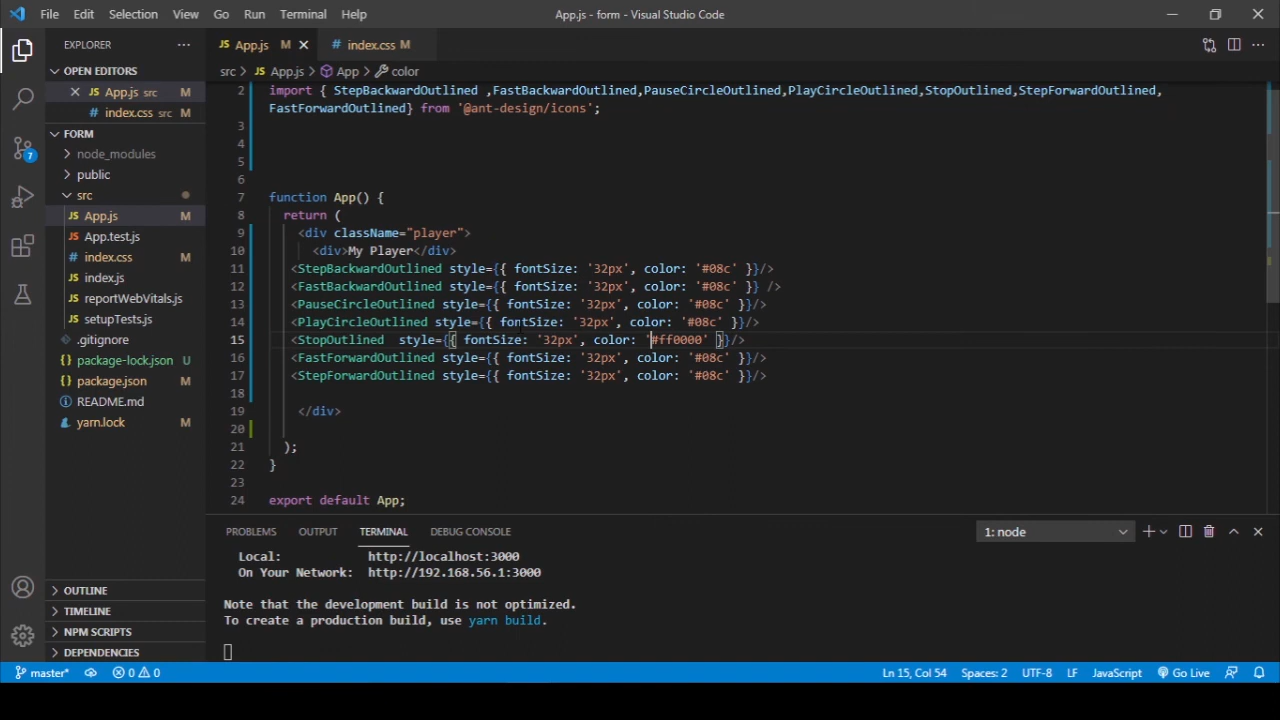 File Edit Selection View Go Run Terminal Help App.js - form - Visual Studio Code
EXPLORER
OPEN EDITORS
App.js src M
index.css src M
FORM
node_modules
public
src
JS App.js M
JS App.test.js
index.css M
JS index.js
JS reportWebVitals.js
JS setupTests.js
.gitignore
package-lock.json U
package.json M
README.md
yarn.lock M
OUTLINE
TIMELINE
NPM SCRIPTS
DEPENDENCIES
7
JS App.js M index.css M
src > JS App.js > App > color
2 import { StepBackwardOutlined ,FastBackwardOutlined,PauseCircleOutlined,PlayCircleOutlined,StopOutlined,StepForwardOutlined,
FastForwardOutlined} from '@ant-design/icons';
3
4
5
6
7 function App() {
8 return (
9 <div className="player">
10 <div>My Player</div>
11 <StepBackwardOutlined style={{ fontSize: '32px', color: '#08c' }}/>
12 <FastBackwardOutlined style={{ fontSize: '32px', color: '#08c' }} />
13 <PauseCircleOutlined style={{ fontSize: '32px', color: '#08c' }}/>
14 <PlayCircleOutlined style={{ fontSize: '32px', color: '#08c' }}/>
15 <StopOutlined style={{ fontSize: '32px', color: '#ff0000' }}/>
16 <FastForwardOutlined style={{ fontSize: '32px', color: '#08c' }}/>
17 <StepForwardOutlined style={{ fontSize: '32px', color: '#08c' }}/>
18
19 </div>
20
21 );
22 }
23
24 export default App;
PROBLEMS OUTPUT TERMINAL DEBUG CONSOLE 1: node
Local: http://localhost:3000
On Your Network: http://192.168.56.1:3000
Note that the development build is not optimized.
To create a production build, use yarn build.
master* 0 0 Ln 15, Col 54 Spaces: 2 UTF-8 LF JavaScript Go Live